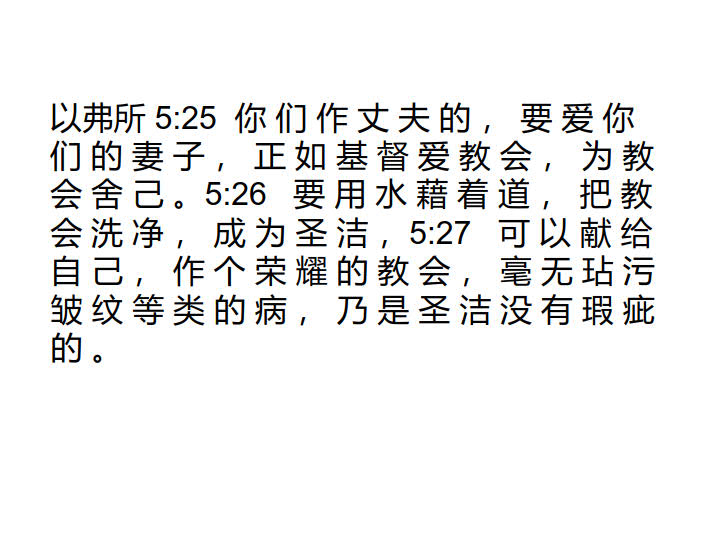 以弗所 5:25 你们作丈夫的，要爱你
们的妻子，正如基督爱教会，为教
会舍己。5:26 要用水藉着道，把教
会洗净，成为圣洁，5:27 可以献给
自己，作个荣耀的教会，毫无玷污
皱纹等类的病，乃是圣洁没有瑕疵
的。